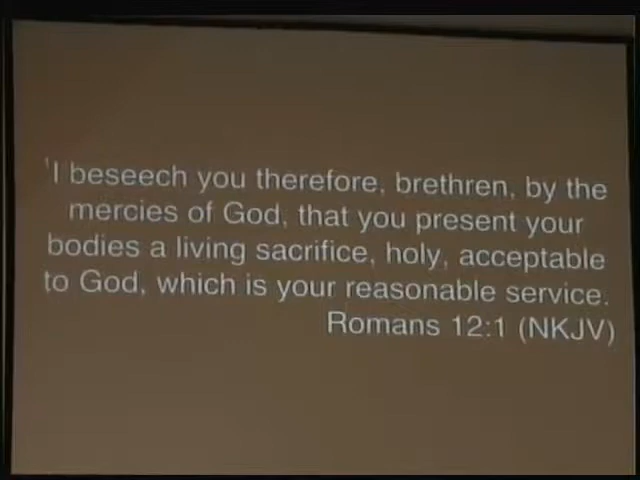 ¹I beseech you therefore, brethren, by the
mercies of God, that you present your
bodies a living sacrifice, holy, acceptable
to God, which is your reasonable service.
Romans 12:1 (NKJV)